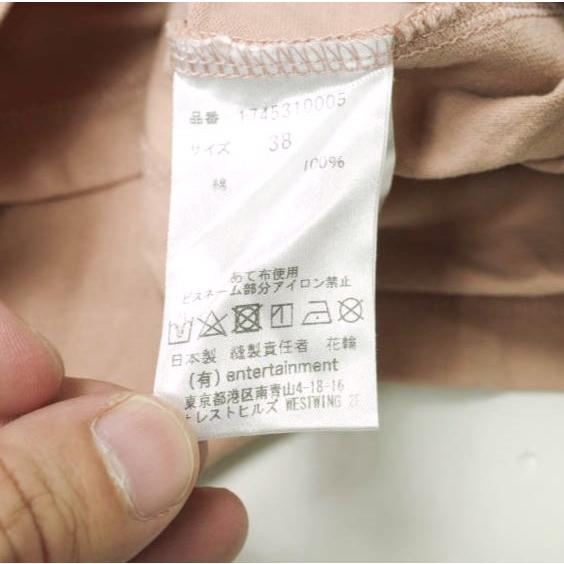 品番 1745310005
サイズ 38
綿 100%
あて布使用
ビスネーム部分アイロン禁止
日本製 縫製責任者 花輪
(有) entertainment
東京都港区南青山4-18-16
レストヒルズ WESTWING 2F